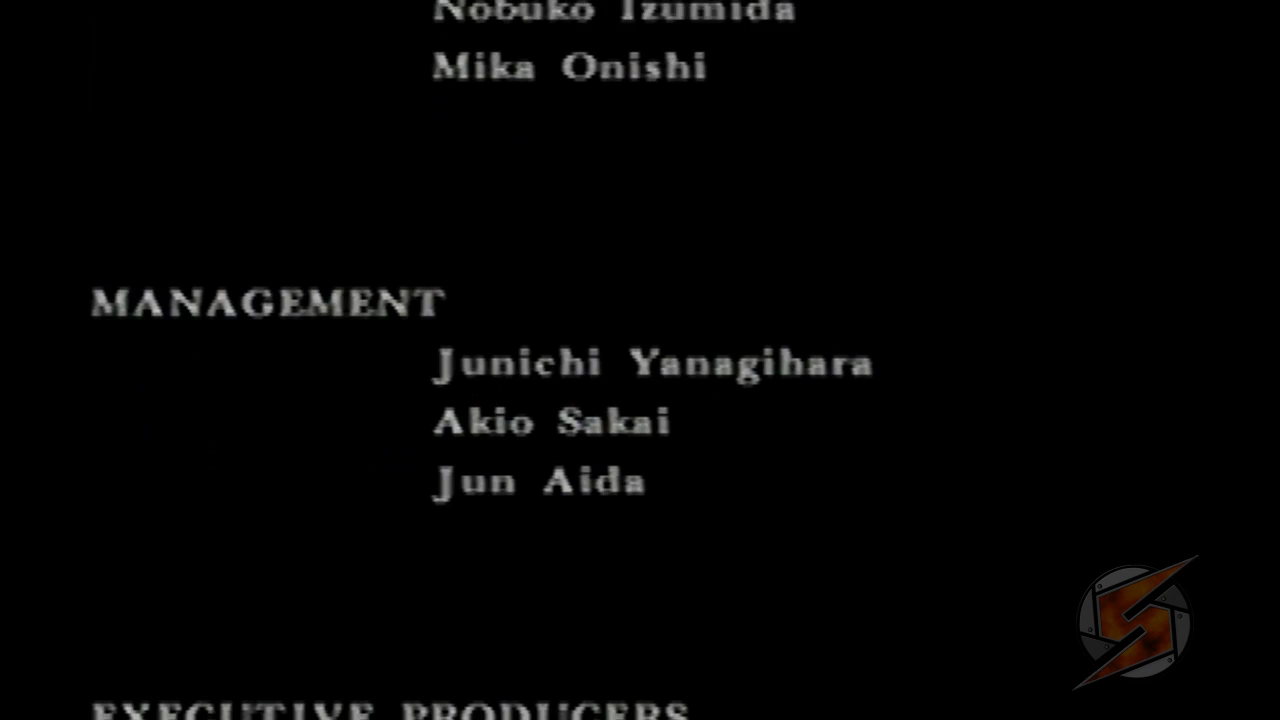 Nobuko Izumida
Mika Onishi
MANAGEMENT
Junichi Yanagihara
Akio Sakai
Jun Aida
EXECUTIVE PRODUCERS